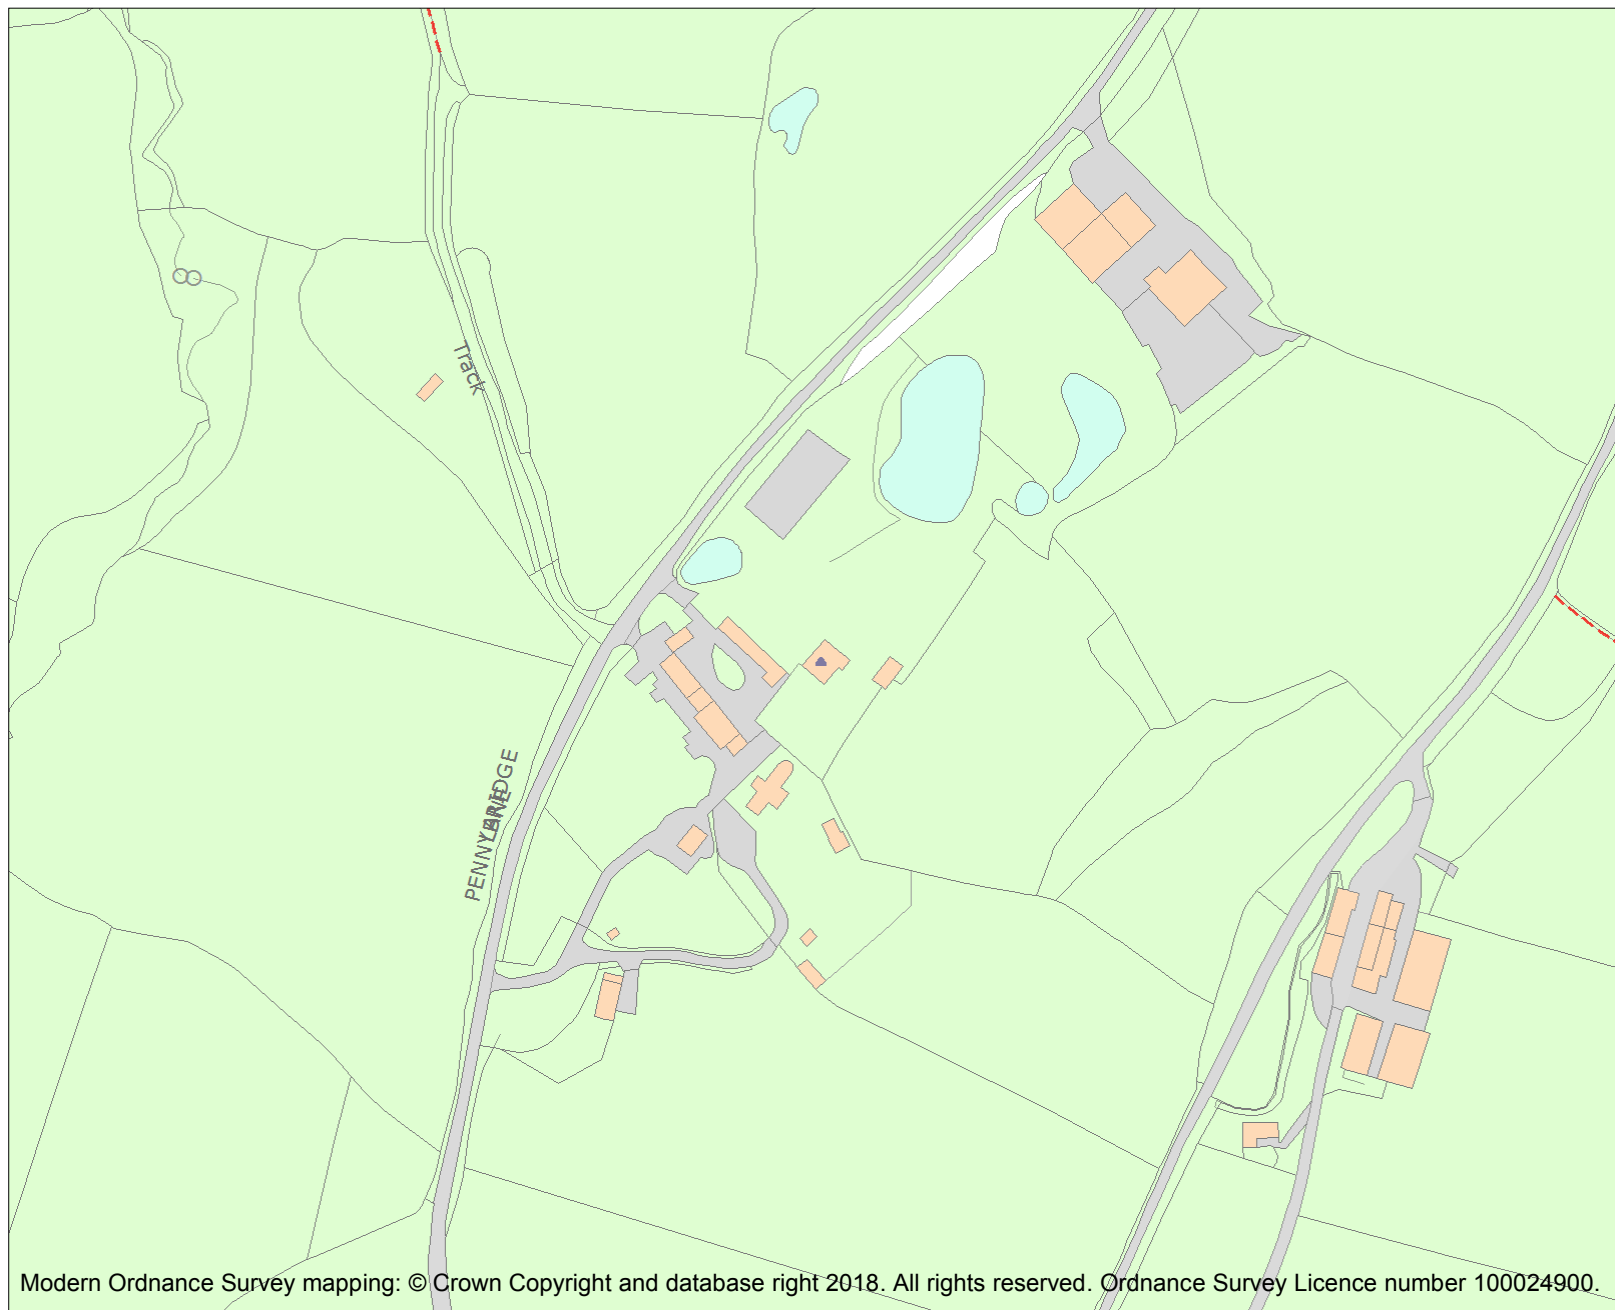 Track
PENNYBRIDGE
LANE
Modern Ordnance Survey mapping: © Crown Copyright and database right 2018. All rights reserved. Ordnance Survey Licence number 100024900.